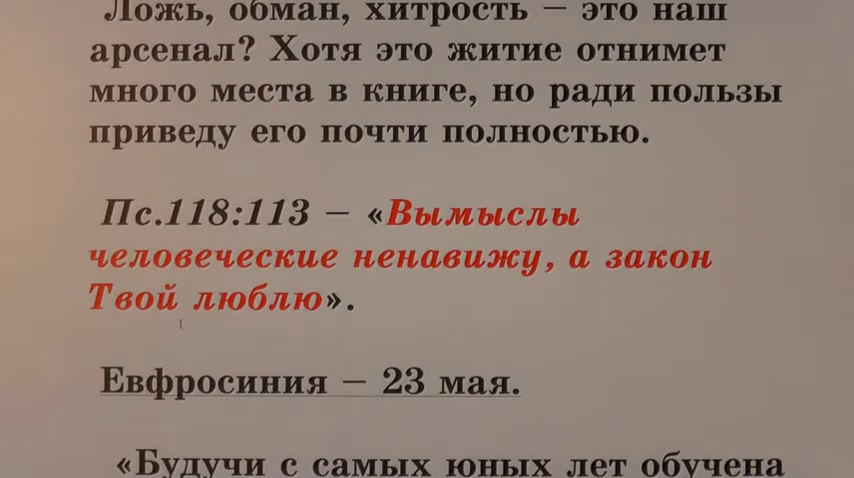 Ложь, обман, хитрость – это наш
арсенал? Хотя это житие отнимет
много места в книге, но ради пользы
приведу его почти полностью.
Пс.118:113 – «Вымыслы
человеческие ненавижу, а закон
Твой люблю».
Евфросиния – 23 мая.
«Будучи с самых юных лет обучена